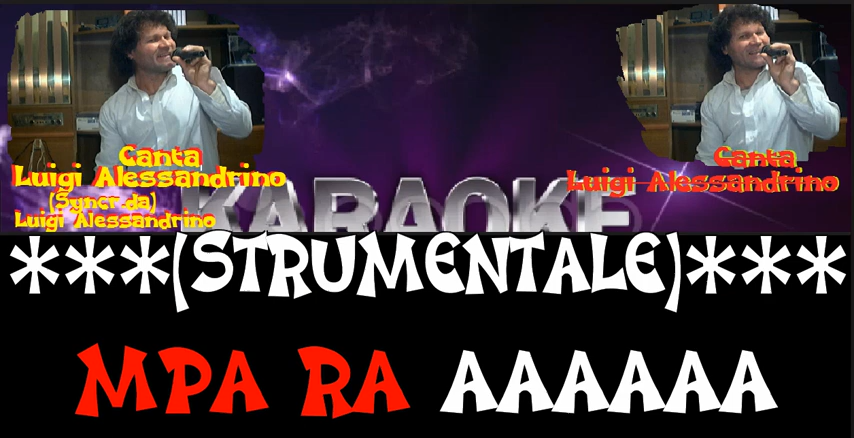 Canta
Luigi Alessandrino
(Syncr da)
Luigi Alessandrino
Canta
Luigi Alessandrino
KARAOKE
***(STRUMENTALE)***
MPA RA AAAAAA